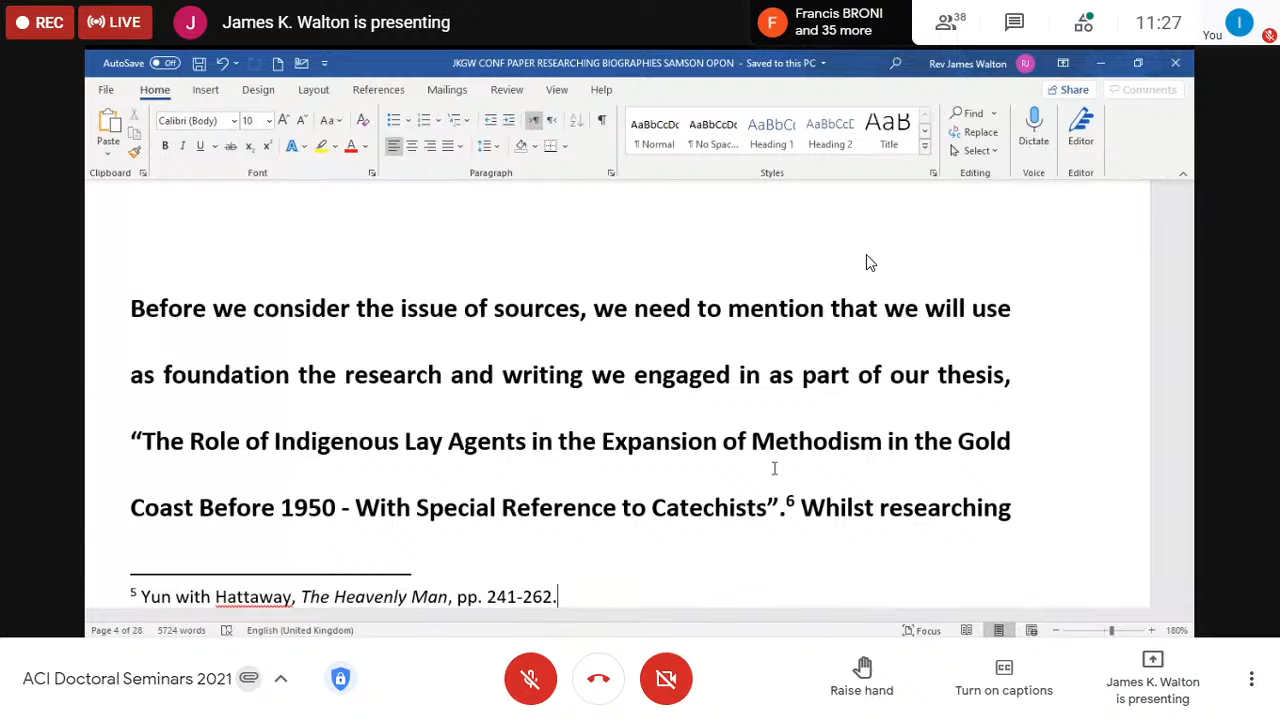 REC
LIVE
J
James K. Walton is presenting
F
Francis BRONI
and 35 more
38
11:27
You
I
AutoSave
Off
JKGW CONF PAPER RESEARCHING BIOGRAPHIES SAMSON OPON - Saved to this PC
Rev James Walton
RJ
File
Home
Insert
Design
Layout
References
Mailings
Review
View
Help
Share
Comments
Paste
Calibri (Body)
10
Aa
AaBbCcDc
AaBbCcDc
AaBbCc
AaBbCcD
AaB
¶ Normal
¶ No Spac...
Heading 1
Heading 2
Title
Find
Replace
Select
Dictate
Editor
Clipboard
Font
Paragraph
Styles
Editing
Voice
Editor
Before we consider the issue of sources, we need to mention that we will use
as foundation the research and writing we engaged in as part of our thesis,
“The Role of Indigenous Lay Agents in the Expansion of Methodism in the Gold
Coast Before 1950 - With Special Reference to Catechists”.⁶ Whilst researching
⁵ Yun with Hattaway, The Heavenly Man, pp. 241-262.
Page 4 of 28
5724 words
English (United Kingdom)
Focus
180%
ACI Doctoral Seminars 2021
Raise hand
Turn on captions
James K. Walton
is presenting